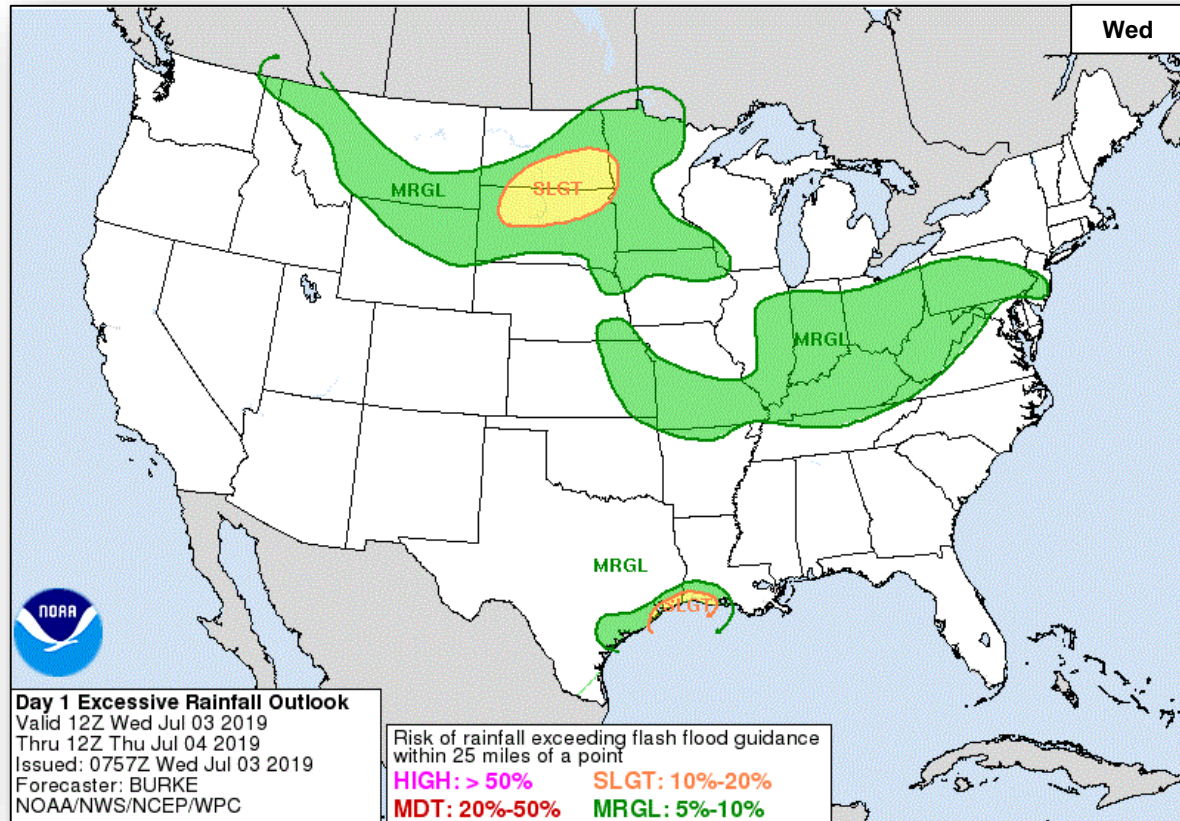 Wed
MRGL
SLGT
MRGL
MRGL
SLGT
NOAA
Day 1 Excessive Rainfall Outlook
Valid 12Z Wed Jul 03 2019
Thru 12Z Thu Jul 04 2019
Issued: 0757Z Wed Jul 03 2019
Forecaster: BURKE
NOAA/NWS/NCEP/WPC
Risk of rainfall exceeding flash flood guidance
within 25 miles of a point
HIGH: > 50% SLGT: 10%-20%
MDT: 20%-50% MRGL: 5%-10%